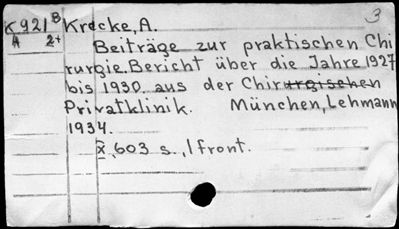 3
K 921 B Krecke, A.
A 2+
Beiträge zur praktischen Chi
rurgie. Bericht über die Jahre 1927
bis 1930 aus der Chirurgischen
Privatklinik. München, Lehmann
1934.
X, 603 s., 1 front.